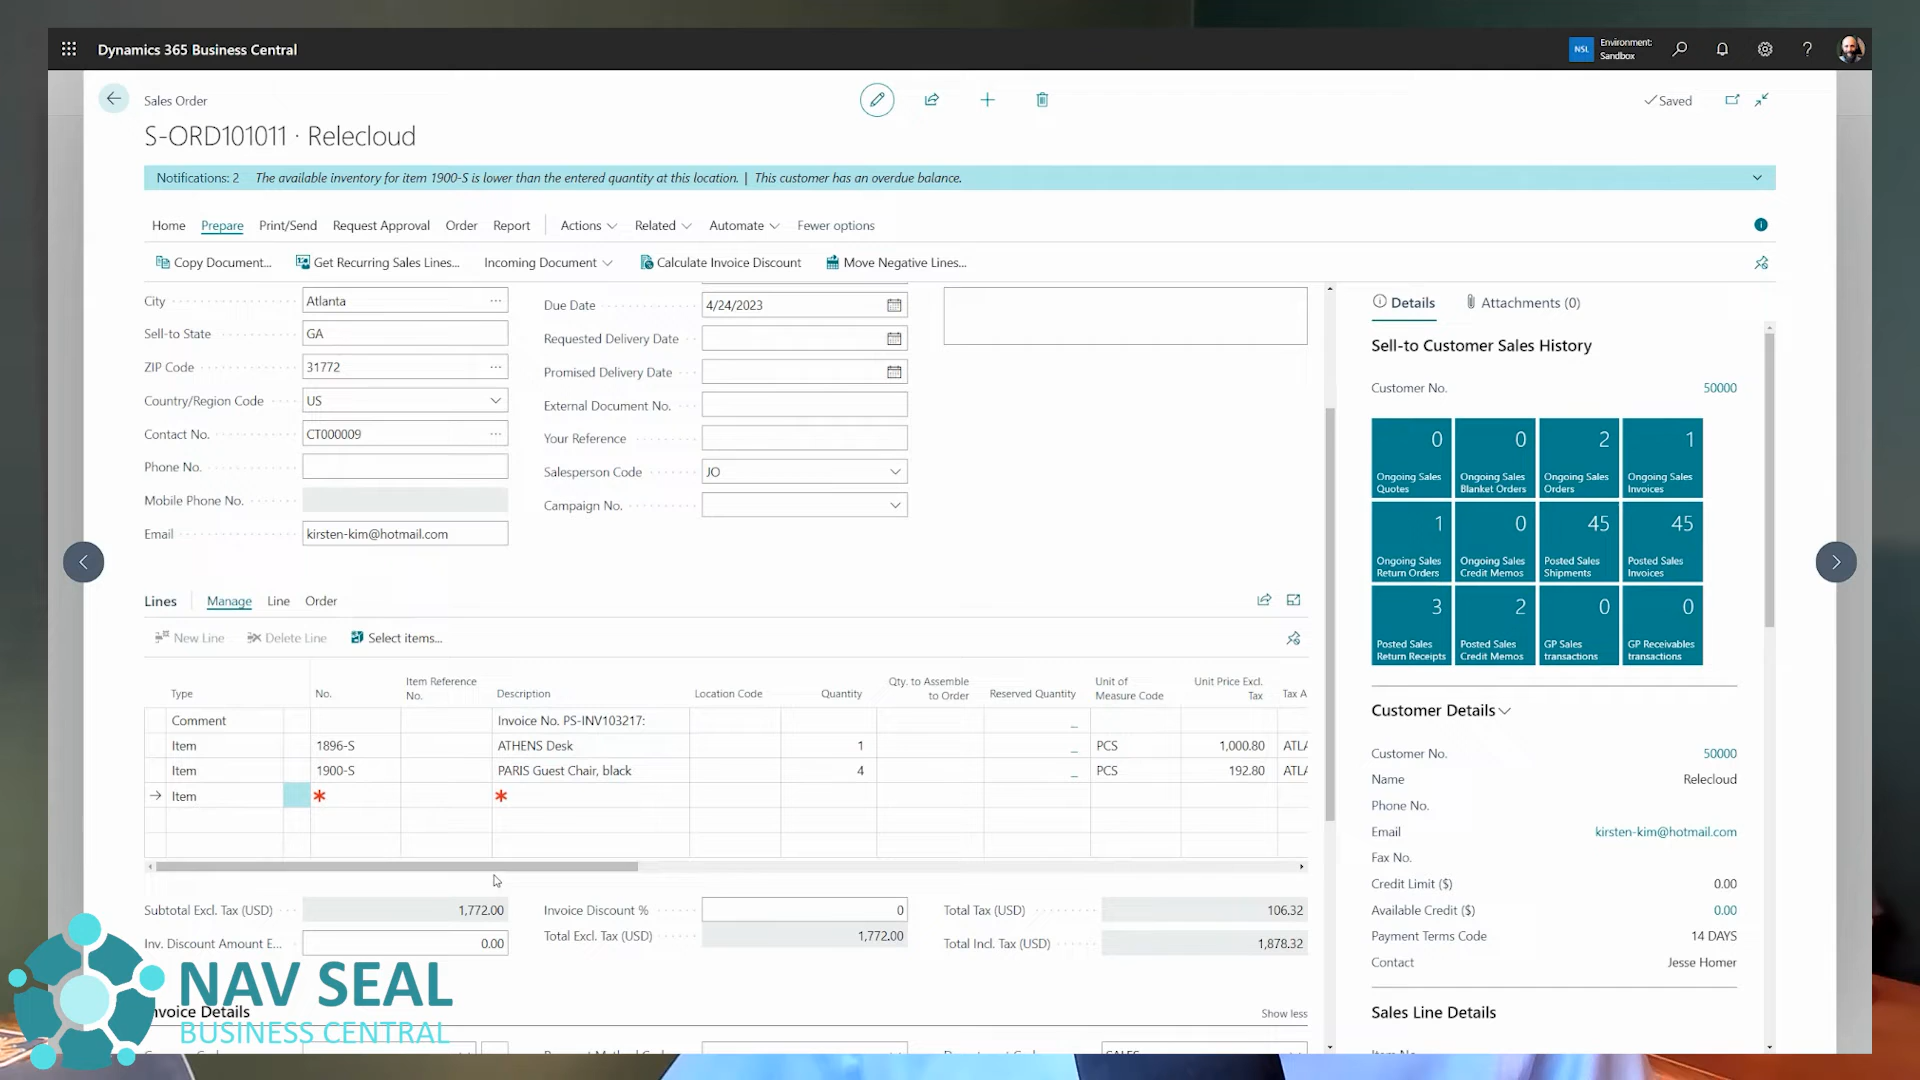 Dynamics 365 Business Central
NSL
Environment:
Sandbox
?
Sales Order
Saved
S-ORD101011 · Relecloud
Notifications: 2 The available inventory for item 1900-S is lower than the entered quantity at this location. | This customer has an overdue balance.
Home Prepare Print/Send Request Approval Order Report Actions Related Automate Fewer options
Copy Document... Get Recurring Sales Lines... Incoming Document Calculate Invoice Discount Move Negative Lines...
City Atlanta
Sell-to State GA
ZIP Code 31772
Country/Region Code US
Contact No. CT000009
Phone No.
Mobile Phone No.
Email kirsten-kim@hotmail.com
Due Date 4/24/2023
Requested Delivery Date
Promised Delivery Date
External Document No.
Your Reference
Salesperson Code JO
Campaign No.
Lines Manage Line Order
New Line Delete Line Select items...
Type No. Item Reference No. Description Location Code Quantity Qty. to Assemble to Order Reserved Quantity Unit of Measure Code Unit Price Excl. Tax Tax A
Comment Invoice No. PS-INV103217: _
Item 1896-S ATHENS Desk 1 _ PCS 1,000.80 ATLA
Item 1900-S PARIS Guest Chair, black 4 _ PCS 192.80 ATLA
Item * *
Subtotal Excl. Tax (USD) 1,772.00
Inv. Discount Amount E... 0.00
Invoice Discount % 0
Total Excl. Tax (USD) 1,772.00
Total Tax (USD) 106.32
Total Incl. Tax (USD) 1,878.32
nvoice Details
Show less
SALES
Details Attachments (0)
Sell-to Customer Sales History
Customer No. 50000
0 Ongoing Sales Quotes
0 Ongoing Sales Blanket Orders
2 Ongoing Sales Orders
1 Ongoing Sales Invoices
1 Ongoing Sales Return Orders
0 Ongoing Sales Credit Memos
45 Posted Sales Shipments
45 Posted Sales Invoices
3 Posted Sales Return Receipts
2 Posted Sales Credit Memos
0 GP Sales transactions
0 GP Receivables transactions
Customer Details
Customer No. 50000
Name Relecloud
Phone No.
Email kirsten-kim@hotmail.com
Fax No.
Credit Limit ($) 0.00
Available Credit ($) 0.00
Payment Terms Code 14 DAYS
Contact Jesse Homer
Sales Line Details
NAV SEAL
BUSINESS CENTRAL